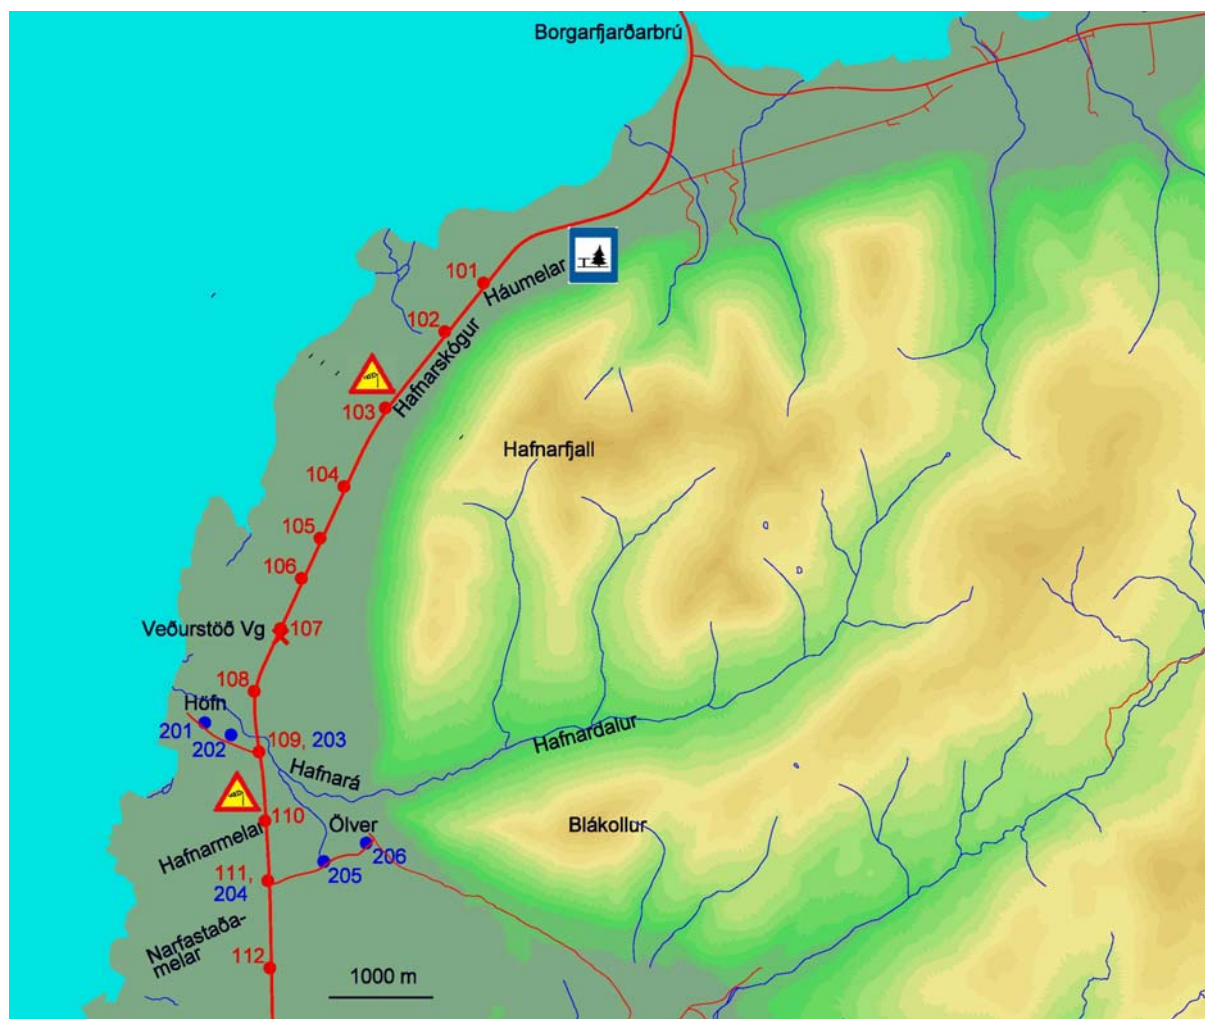 Borgarfjarðarbrú
101
Háumelar
102
Hafnarskógur
103
Hafnarfjall
104
105
106
Veðurstöð Vg
107
108
Höfn
201
202
109, 203
Hafnardalur
Hafnará
110
Hafnarmelar
Ölver
Blákollur
206
205
111,
204
Narfastaða-
melar
112
1000 m